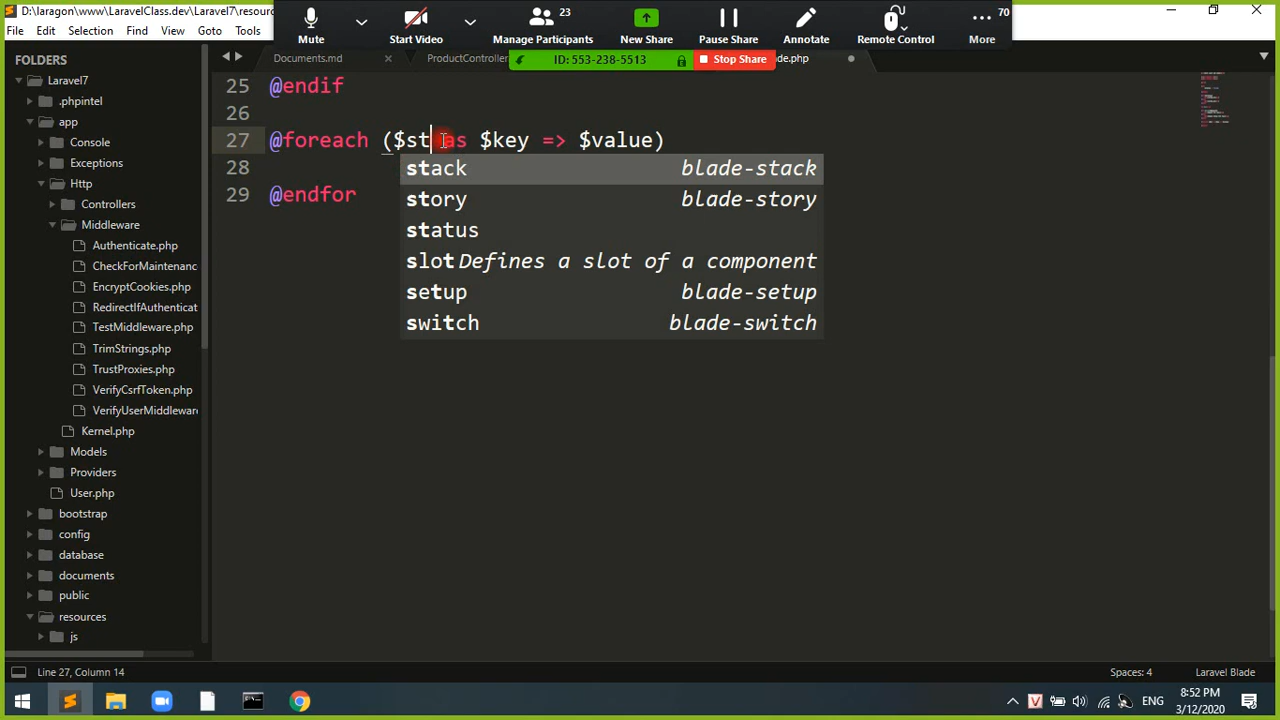 D:\laragon\www\LaravelClass.dev\Laravel7\resour
File Edit Selection Find View Goto Tools
Mute
Start Video
23
Manage Participants
New Share
Pause Share
Annotate
Remote Control
70
More
ID: 553-238-5513
Stop Share
FOLDERS
Laravel7
.phpintel
app
Console
Exceptions
Http
Controllers
Middleware
Authenticate.php
CheckForMaintenanc
EncryptCookies.php
RedirectIfAuthenticat
TestMiddleware.php
TrimStrings.php
TrustProxies.php
VerifyCsrfToken.php
VerifyUserMiddleware
Kernel.php
Models
Providers
User.php
bootstrap
config
database
documents
public
resources
js
Documents.md
ProductController
de.php
25 @endif
26
27 @foreach ($st as $key => $value)
28
29 @endfor
stack blade-stack
story blade-story
status
slot Defines a slot of a component
setup blade-setup
switch blade-switch
Line 27, Column 14
Spaces: 4
Laravel Blade
V
ENG
8:52 PM
3/12/2020